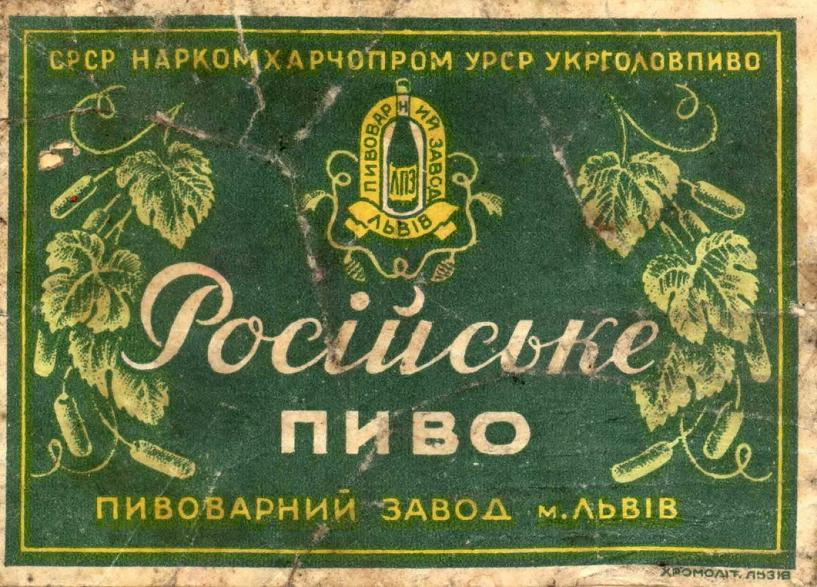 СРСР НАРКОМХАРЧОПРОМ УРСР УКРГОЛОВПИВО
ПИВОВАРНИЙ ЗАВОД
ЛПЗ
ЛЬВІВ
Російське
ПИВО
ПИВОВАРНИЙ ЗАВОД м. ЛЬВІВ
ХРОМОЛІТ. ЛЬВІВ